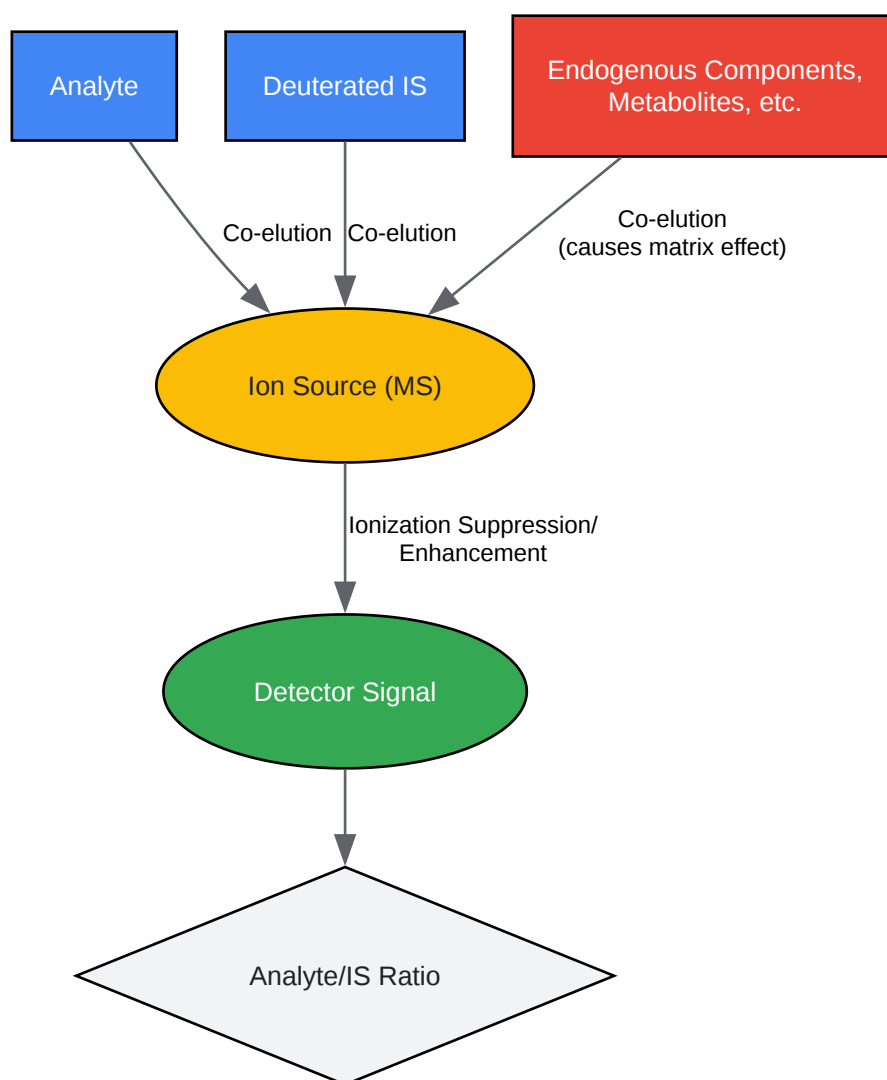 Analyte
Deuterated IS
Endogenous Components,
Metabolites, etc.
Co-elution
Co-elution
Co-elution
(causes matrix effect)
Ion Source (MS)
Ionization Suppression/
Enhancement
Detector Signal
Analyte/IS Ratio